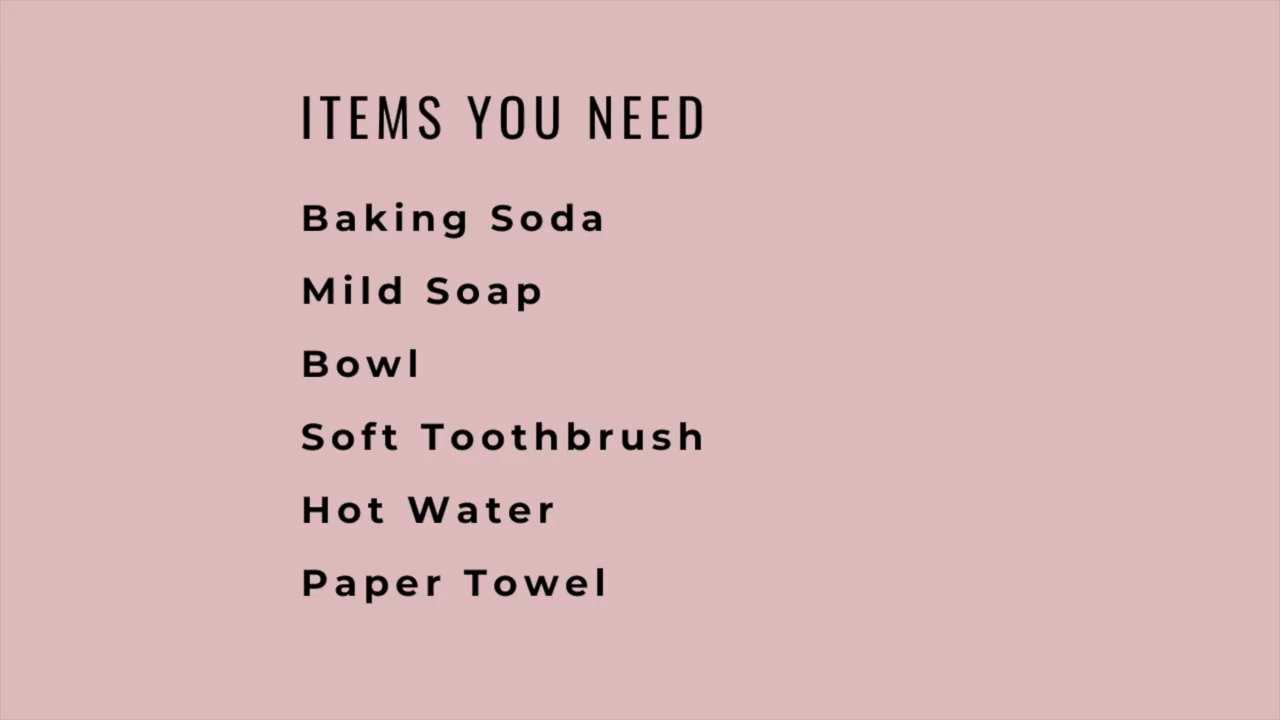 ITEMS YOU NEED
Baking Soda
Mild Soap
Bowl
Soft Toothbrush
Hot Water
Paper Towel